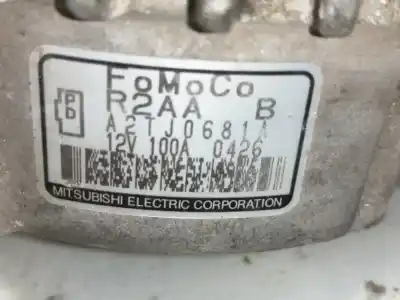 FoMoCo
R2AA B
P
D
A2TJ0681A
12V 100A 0426
MITSUBISHI ELECTRIC CORPORATION